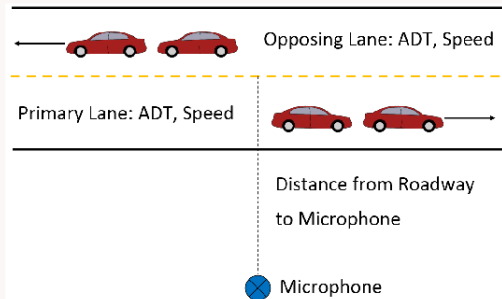 Opposing Lane: ADT, Speed
Primary Lane: ADT, Speed
Distance from Roadway
to Microphone
Microphone